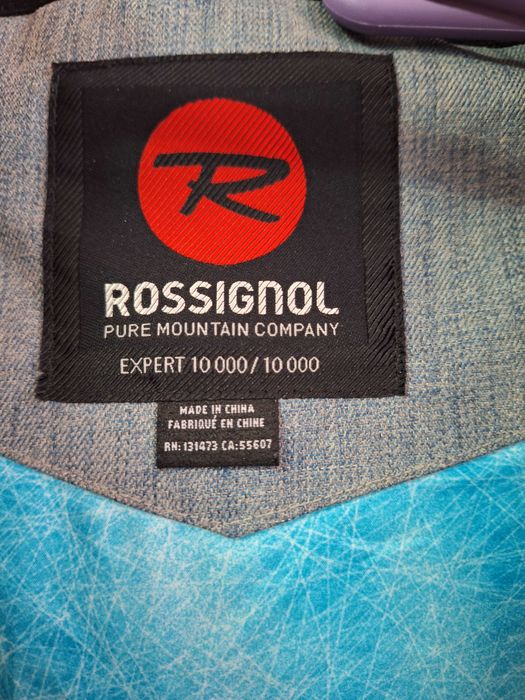 R
ROSSIGNOL
PURE MOUNTAIN COMPANY
EXPERT 10 000 / 10 000
MADE IN CHINA
FABRIQUÉ EN CHINE
RN: 131473 CA:55607